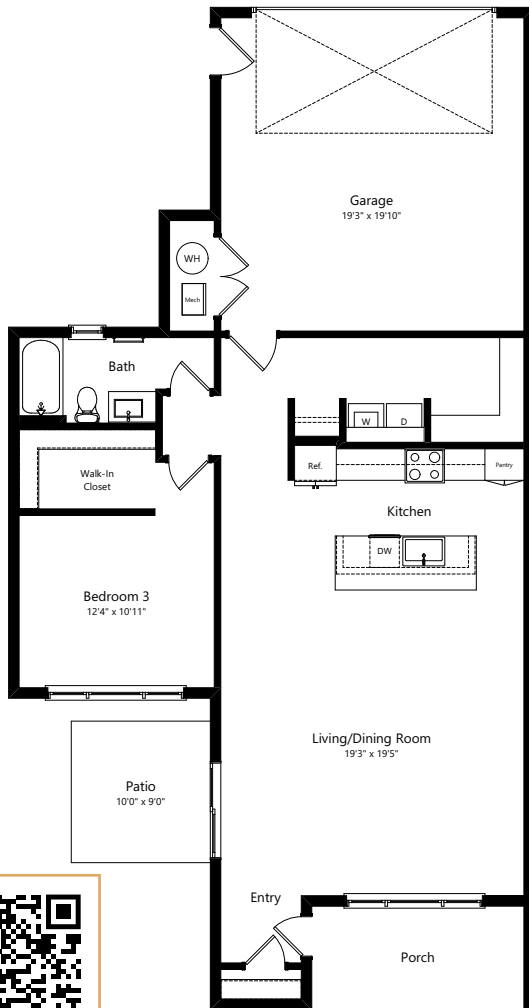 Garage
19'3" x 19'10"
WH
Mech
Bath
W
D
Ref.
Pantry
Walk-In
Closet
Kitchen
DW
Bedroom 3
12'4" x 10'11"
Living/Dining Room
19'3" x 19'5"
Patio
10'0" x 9'0"
Entry
Porch